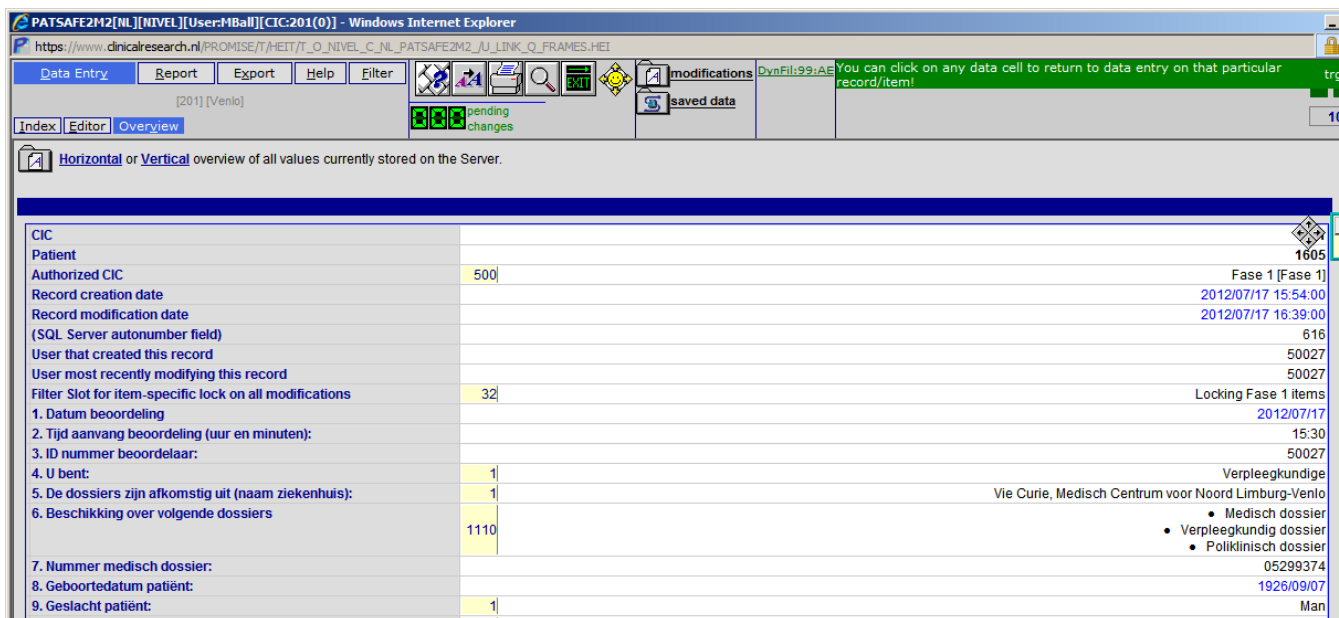 PATSAFE2M2[NL][NIVEL][User:MBall][CIC:201(0)] - Windows Internet Explorer
https://www.clinicalresearch.nl/PROMISE/T/HEIT/T_O_NIVEL_C_NL_PATSAFE2M2_/U_LINK_Q_FRAMES.HEI
Data Entry Report Export Help Filter
[201] [Venlo]
Index Editor Overview
EXIT
888 pending
changes
modifications
saved data
DynFil:99:AE
You can click on any data cell to return to data entry on that particular
record/item!
trg
10
Horizontal or Vertical overview of all values currently stored on the Server.
CIC
Patient 1605
Authorized CIC 500 Fase 1 [Fase 1]
Record creation date 2012/07/17 15:54:00
Record modification date 2012/07/17 16:39:00
(SQL Server autonumber field) 616
User that created this record 50027
User most recently modifying this record 50027
Filter Slot for item-specific lock on all modifications 32 Locking Fase 1 items
1. Datum beoordeling 2012/07/17
2. Tijd aanvang beoordeling (uur en minuten): 15:30
3. ID nummer beoordelaar: 50027
4. U bent: 1 Verpleegkundige
5. De dossiers zijn afkomstig uit (naam ziekenhuis): 1 Vie Curie, Medisch Centrum voor Noord Limburg-Venlo
6. Beschikking over volgende dossiers 1110 • Medisch dossier
• Verpleegkundig dossier
• Poliklinisch dossier
7. Nummer medisch dossier: 05299374
8. Geboortedatum patiënt: 1926/09/07
9. Geslacht patiënt: 1 Man